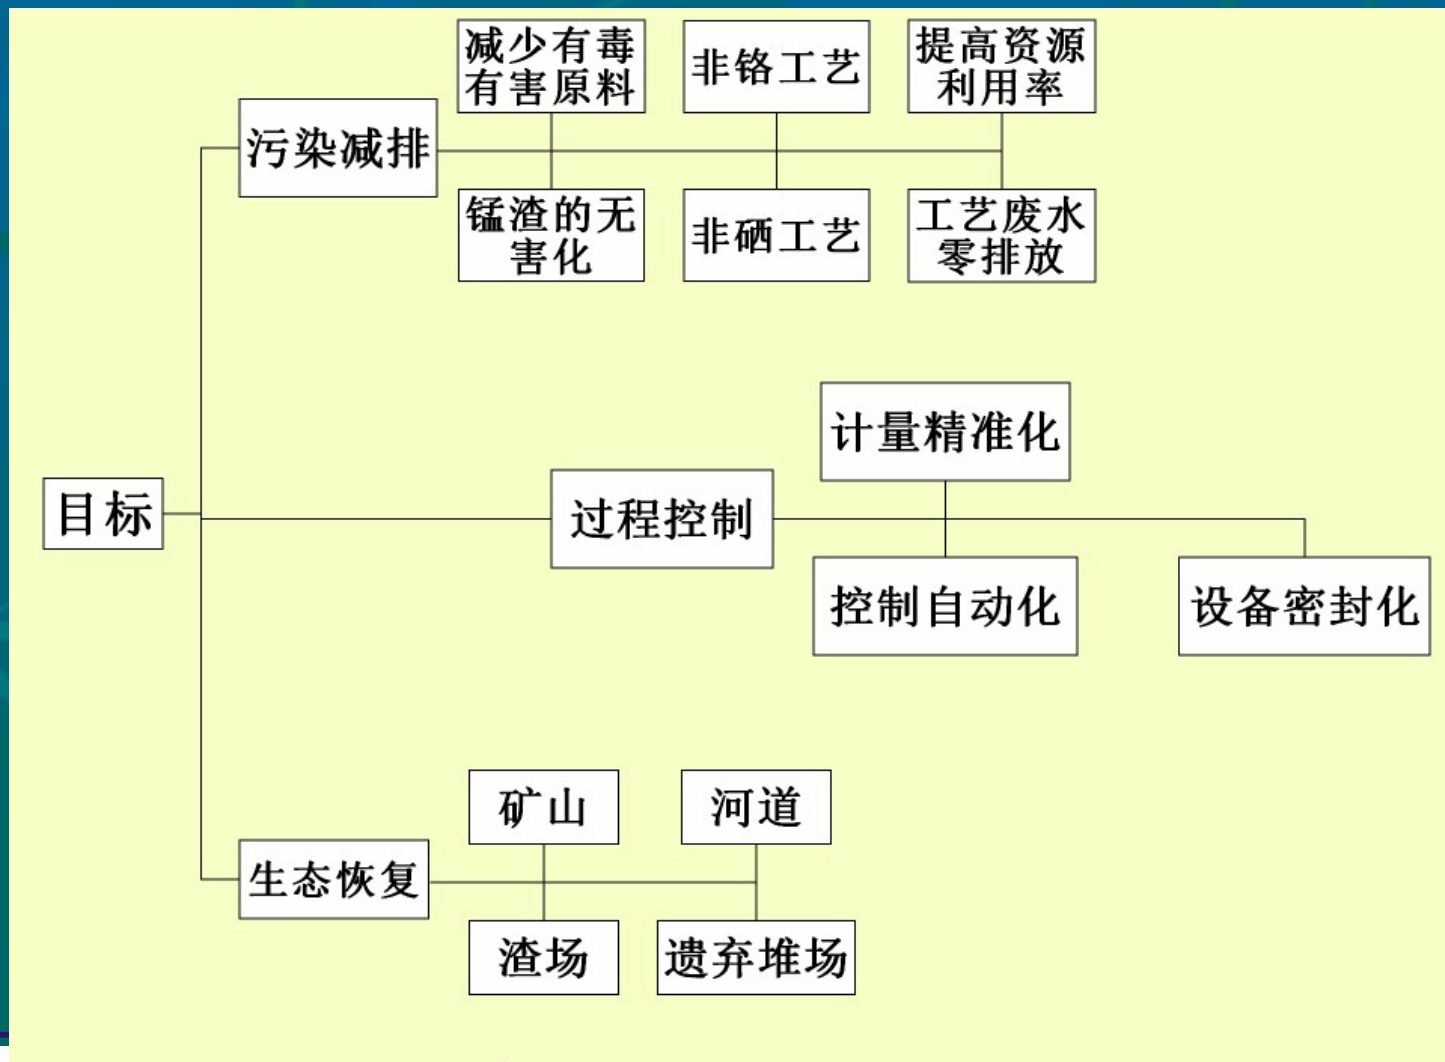 减少有毒
有害原料
非铬工艺
提高资源
利用率
污染减排
锰渣的无
害化
非硒工艺
工艺废水
零排放
计量精准化
目标
过程控制
控制自动化
设备密封化
矿山
河道
生态恢复
渣场
遗弃堆场